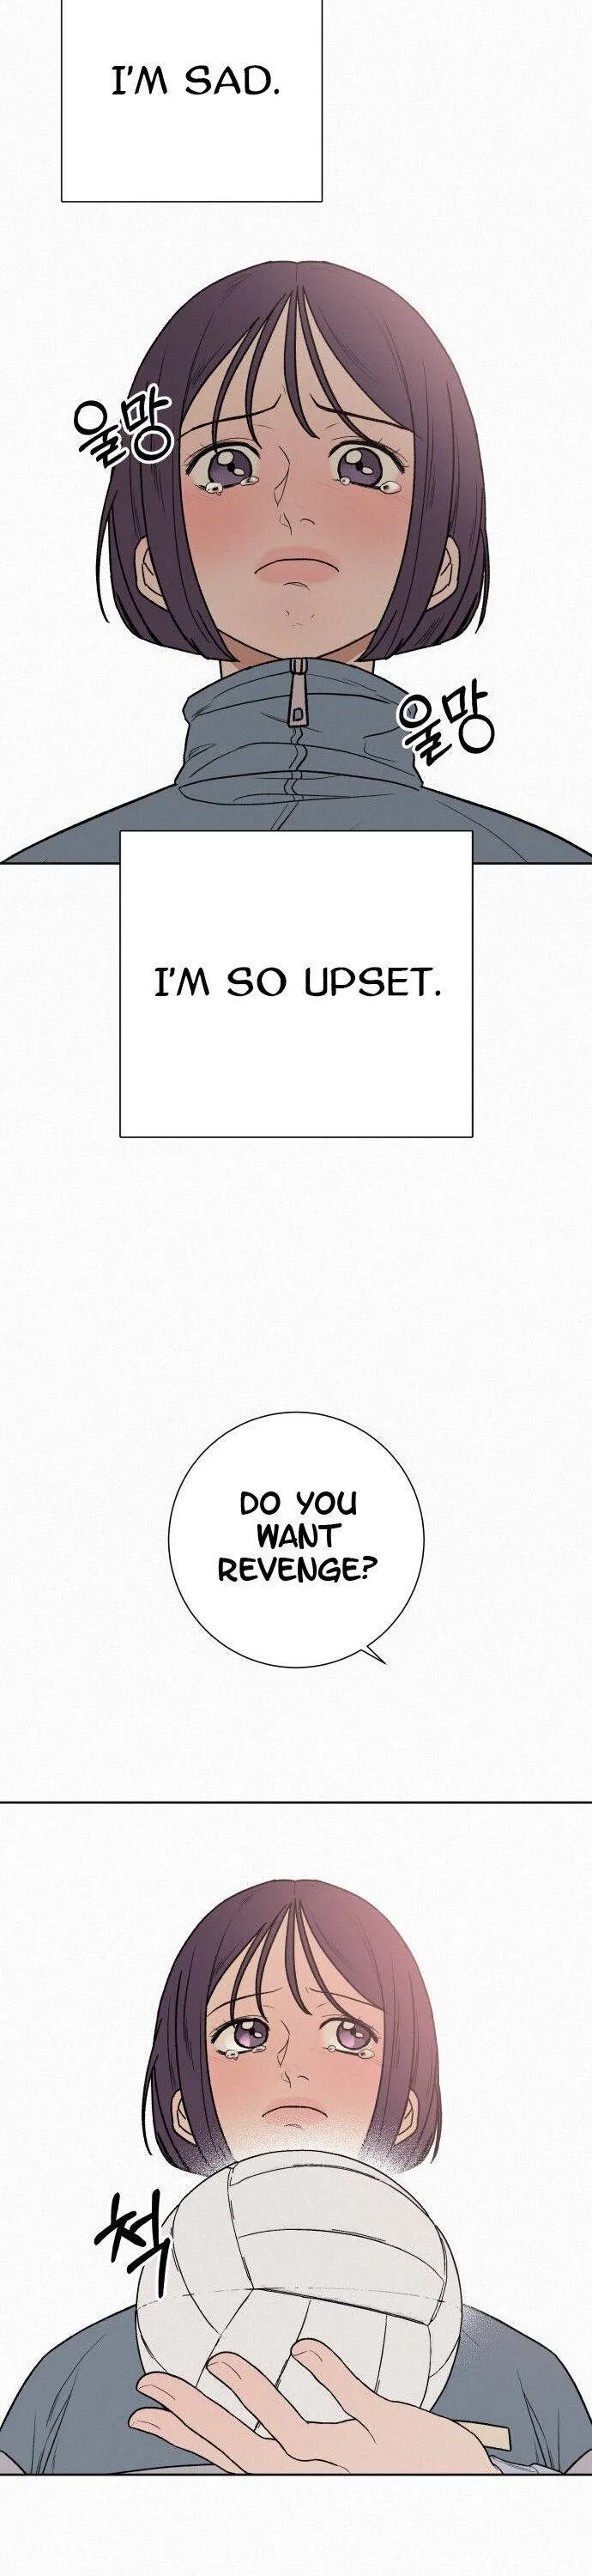 I'M SAD.
울망
울망
I'M SO UPSET.
DO YOU
WANT
REVENGE?
척